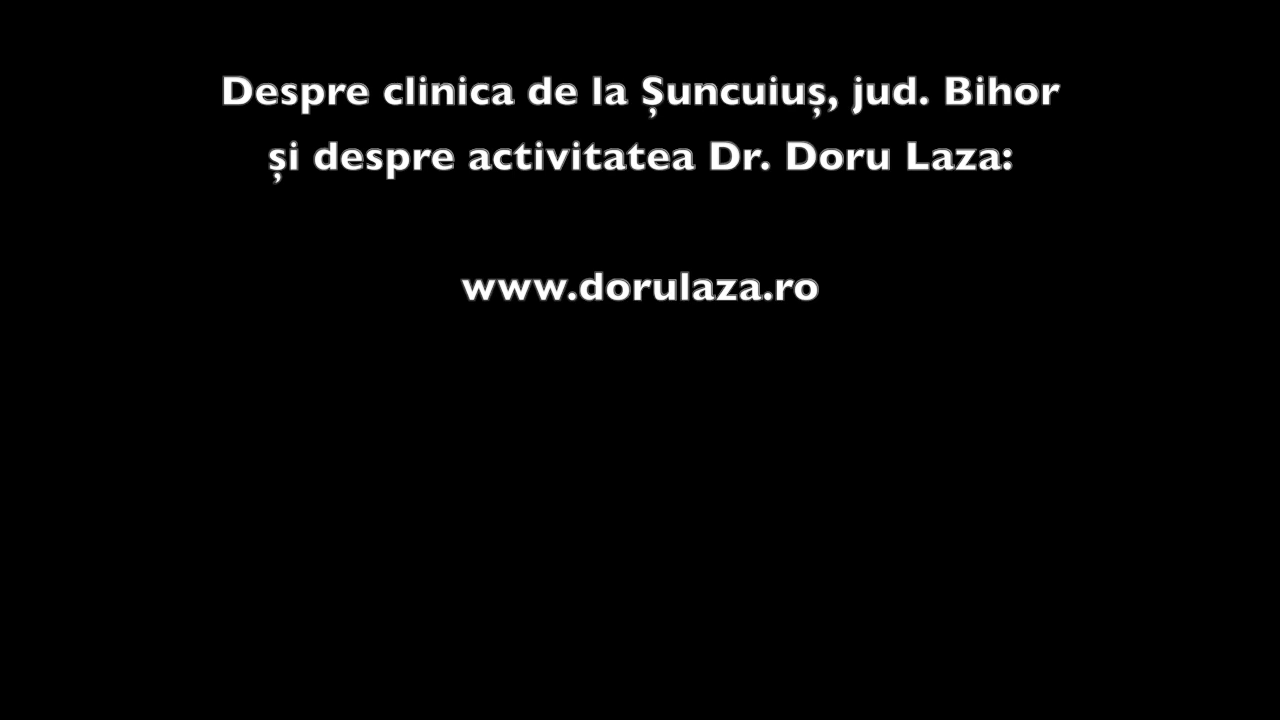 Despre clinica de la Șuncuiuș, jud. Bihor
și despre activitatea Dr. Doru Laza:
www.dorulaza.ro